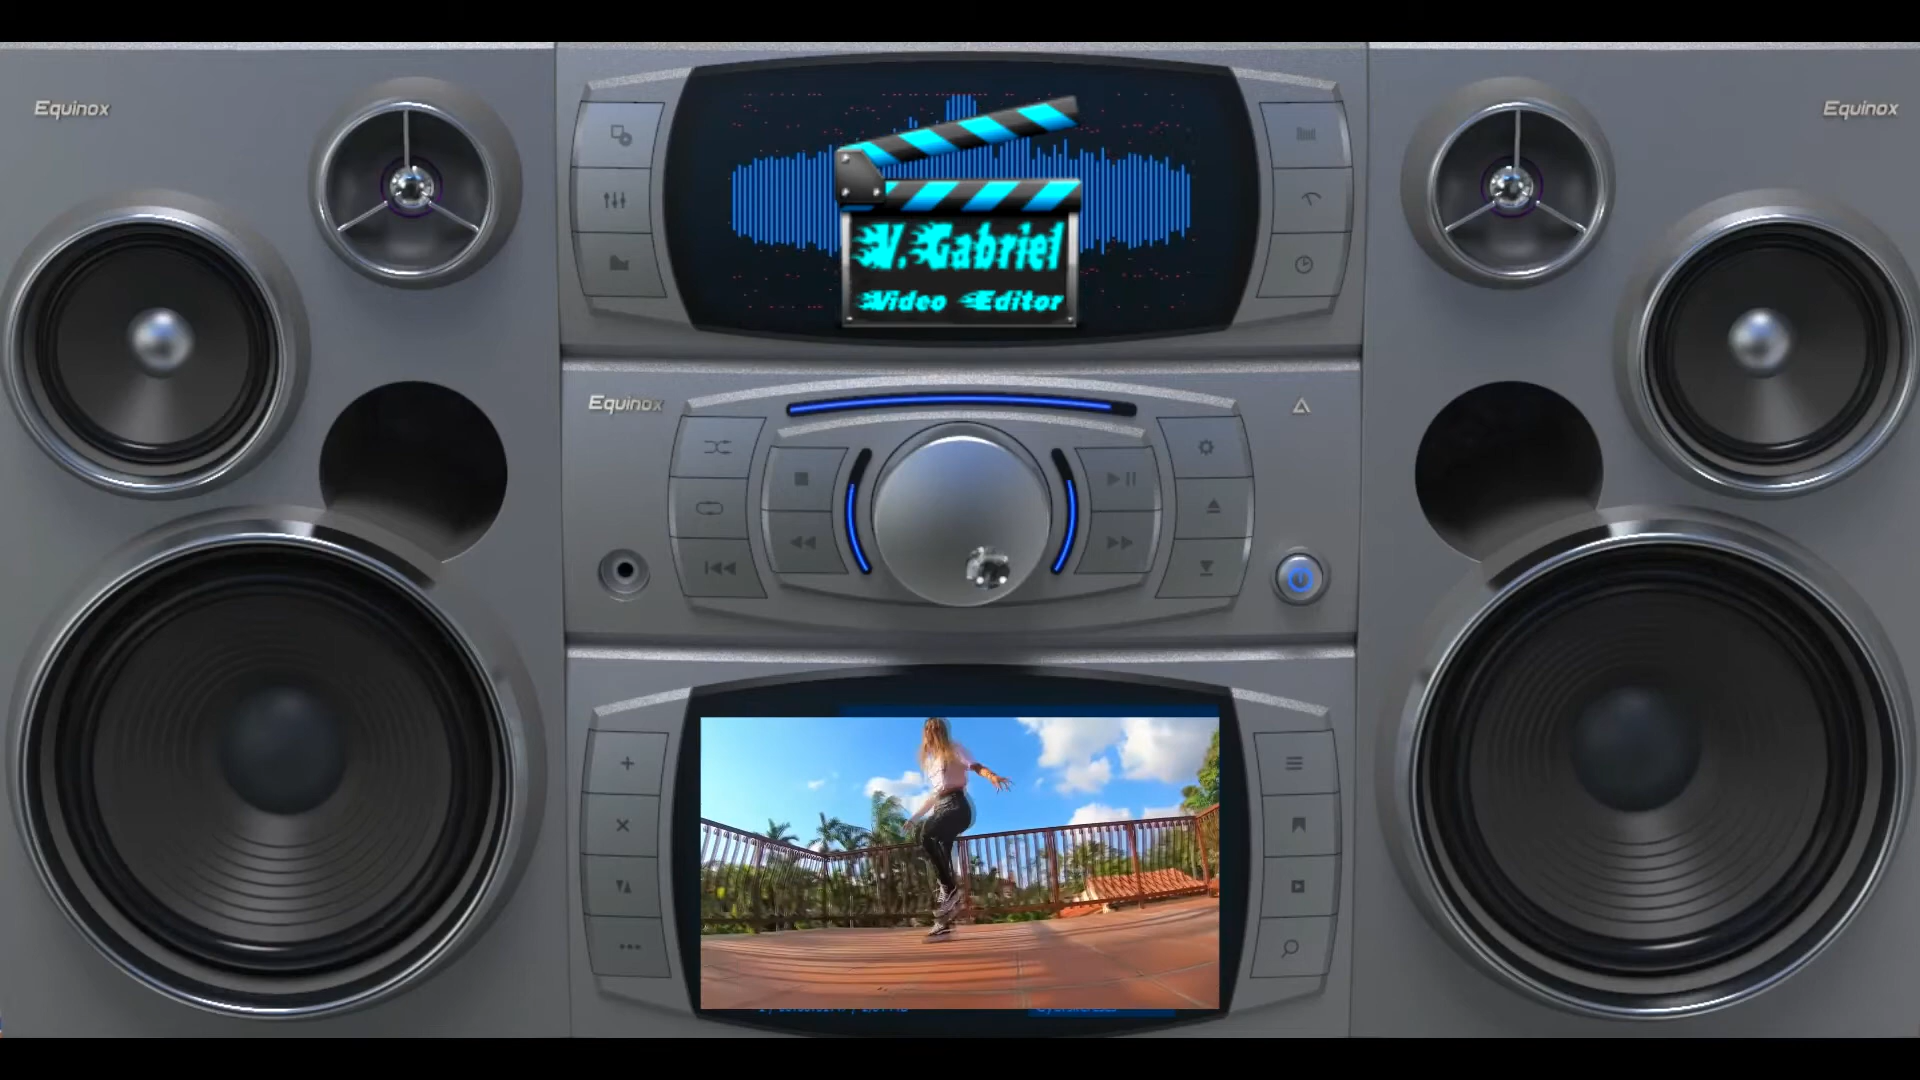 Equinox
Equinox
V. Gabriel
Video Editor
Equinox